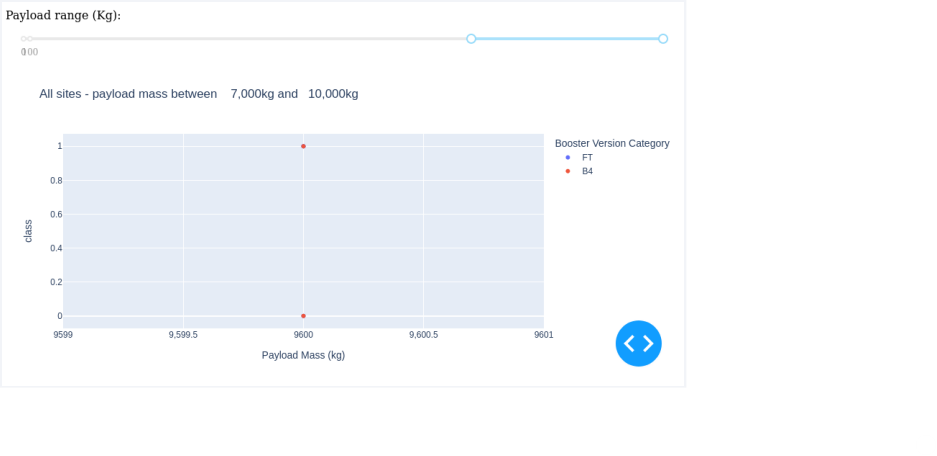 Payload range (Kg):
0
100
All sites - payload mass between 7,000kg and 10,000kg
Booster Version Category
FT
B4
1
0.8
0.6
0.4
0.2
0
class
9599 9,599.5 9600 9,600.5 9601
Payload Mass (kg)